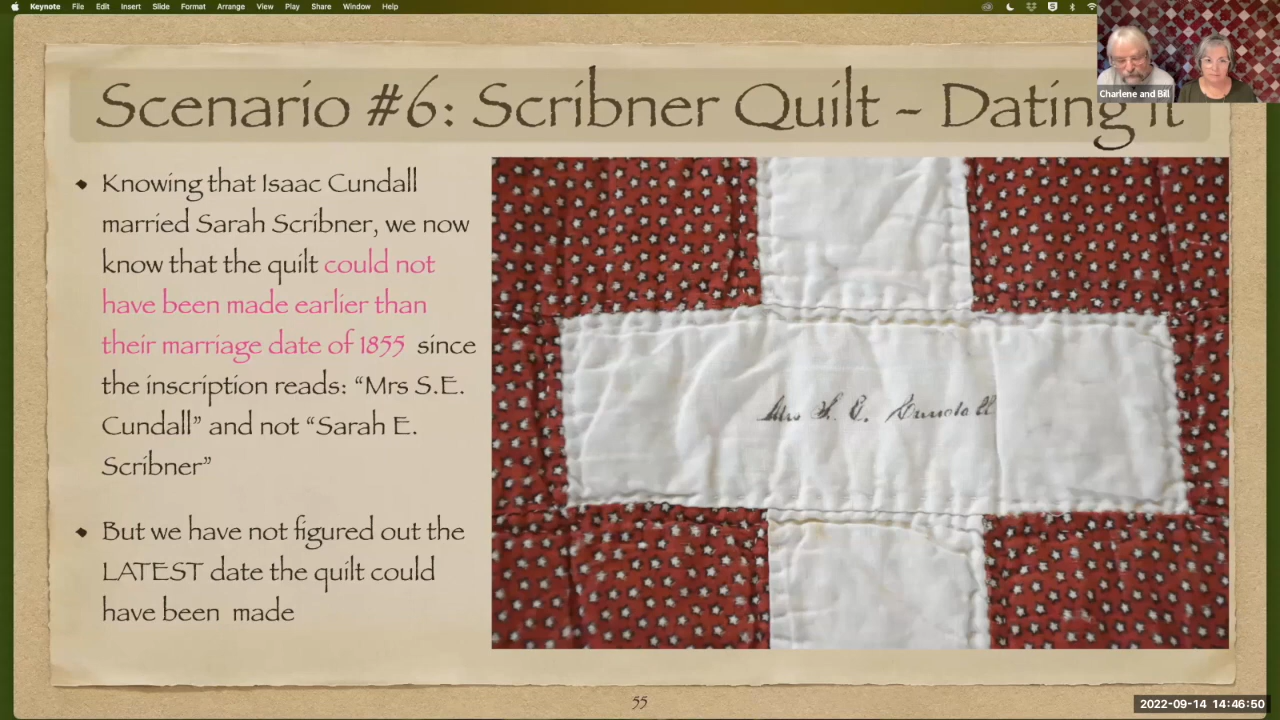 Keynote File Edit Insert Slide Format Arrange View Play Share Window Help
Charlene and Bill
Scenario #6: Scribner Quilt - Dating it
Knowing that Isaac Cundall
married Sarah Scribner, we now
know that the quilt could not
have been made earlier than
their marriage date of 1855 since
the inscription reads: “Mrs S.E.
Cundall” and not “Sarah E.
Scribner”
But we have not figured out the
LATEST date the quilt could
have been made
Mrs S. E. Cundall
55
2022-09-14 14:46:50